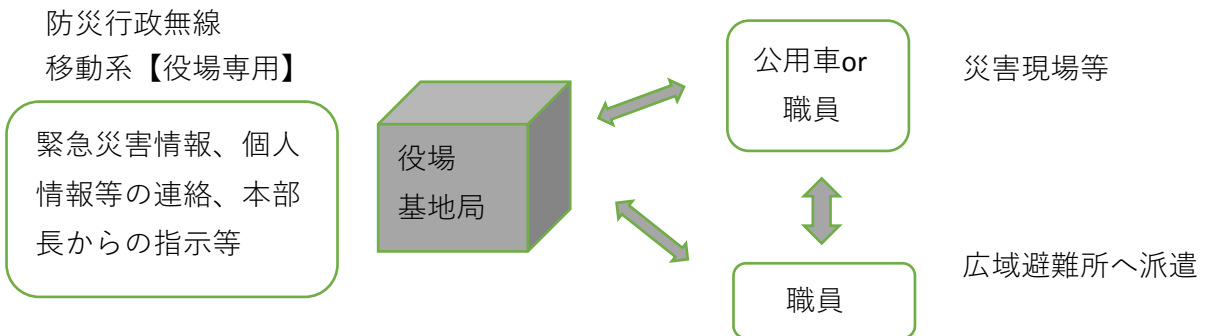 防災行政無線
移動系【役場専用】
緊急災害情報、個人
情報等の連絡、本部
長からの指示等
役場
基地局
公用車or
職員
災害現場等
職員
広域避難所へ派遣